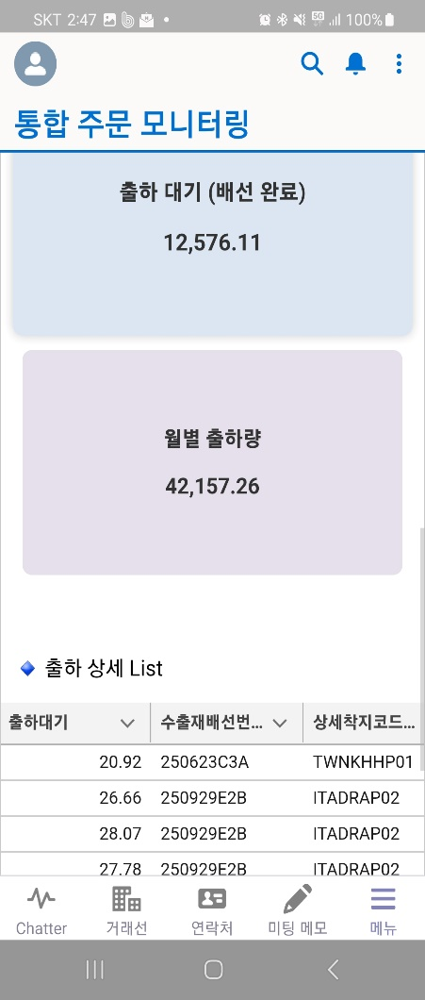 SKT 2:47
100%
통합 주문 모니터링
출하 대기 (배선 완료)
12,576.11
월별 출하량
42,157.26
출하 상세 List
출하대기 수출재배선번... 상세착지코드...
20.92 250623C3A TWNKHHP01
26.66 250929E2B ITADRAP02
28.07 250929E2B ITADRAP02
27.78 250929E2B ITADRAP02
Chatter 거래선 연락처 미팅 메모 메뉴